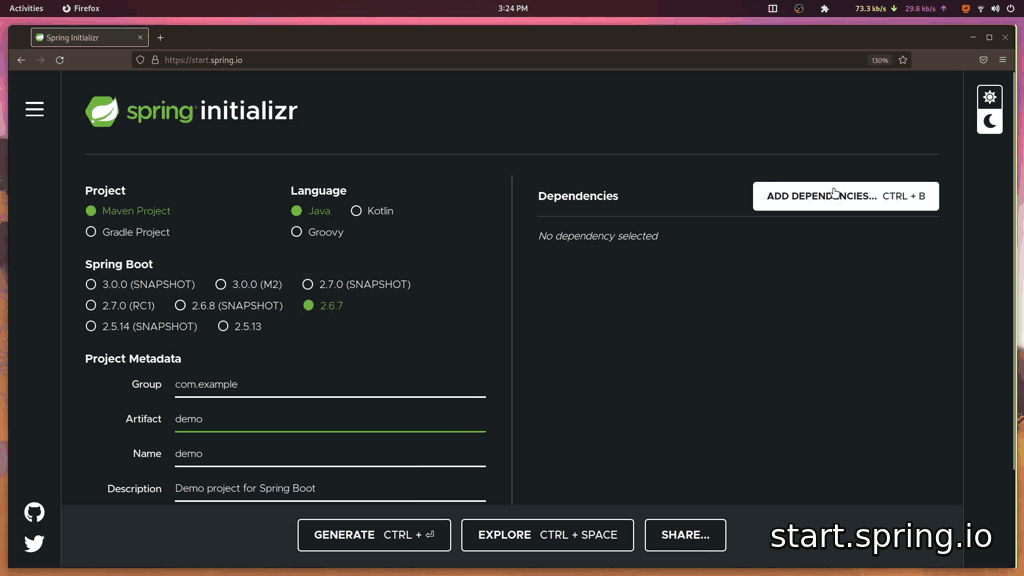 Activities
Firefox
3:24 PM
73.3 kb/s
29.8 kb/s
Spring Initializr
https://start.spring.io
130%
spring initializr
Project
Maven Project
Gradle Project
Language
Java
Kotlin
Groovy
Spring Boot
3.0.0 (SNAPSHOT) 3.0.0 (M2) 2.7.0 (SNAPSHOT)
2.7.0 (RC1) 2.6.8 (SNAPSHOT) 2.6.7
2.5.14 (SNAPSHOT) 2.5.13
Project Metadata
Group com.example
Artifact demo
Name demo
Description Demo project for Spring Boot
Dependencies
ADD DEPENDENCIES... CTRL + B
No dependency selected
GENERATE CTRL + ⏎
EXPLORE CTRL + SPACE
SHARE...
start.spring.io